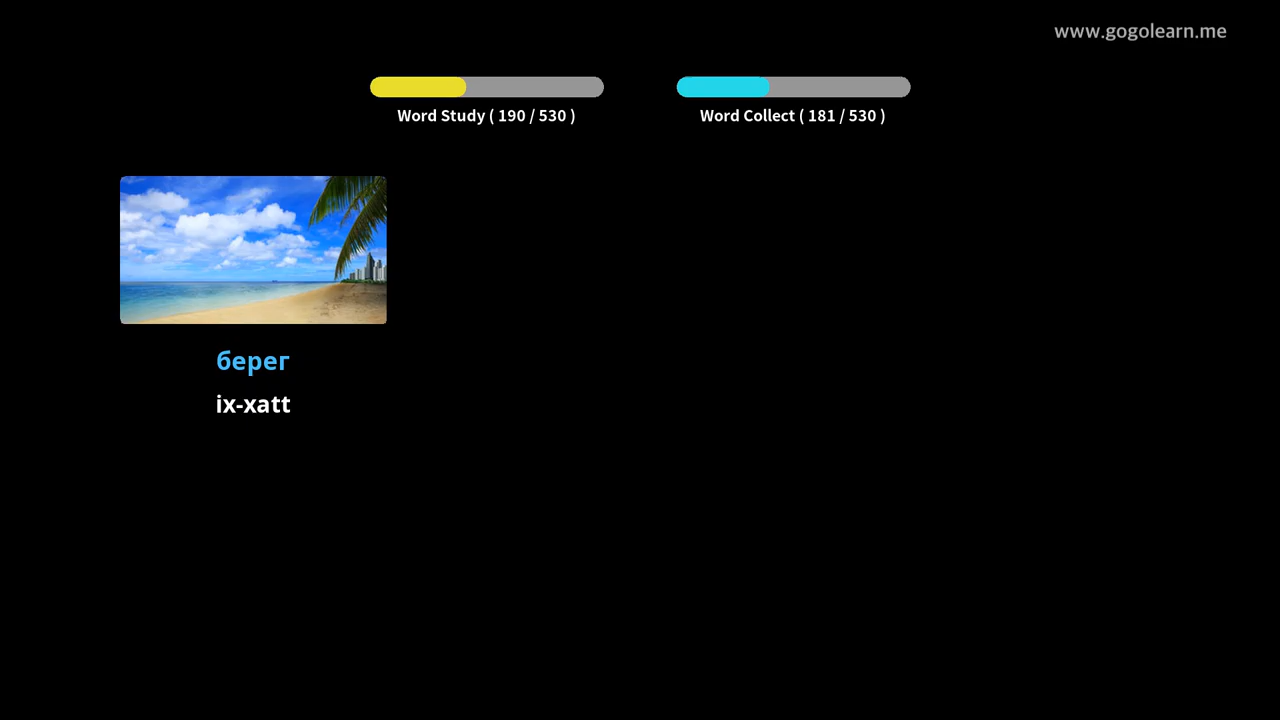 www.gogolearn.me
Word Study ( 190 / 530 )
Word Collect ( 181 / 530 )
берег
ix-xatt